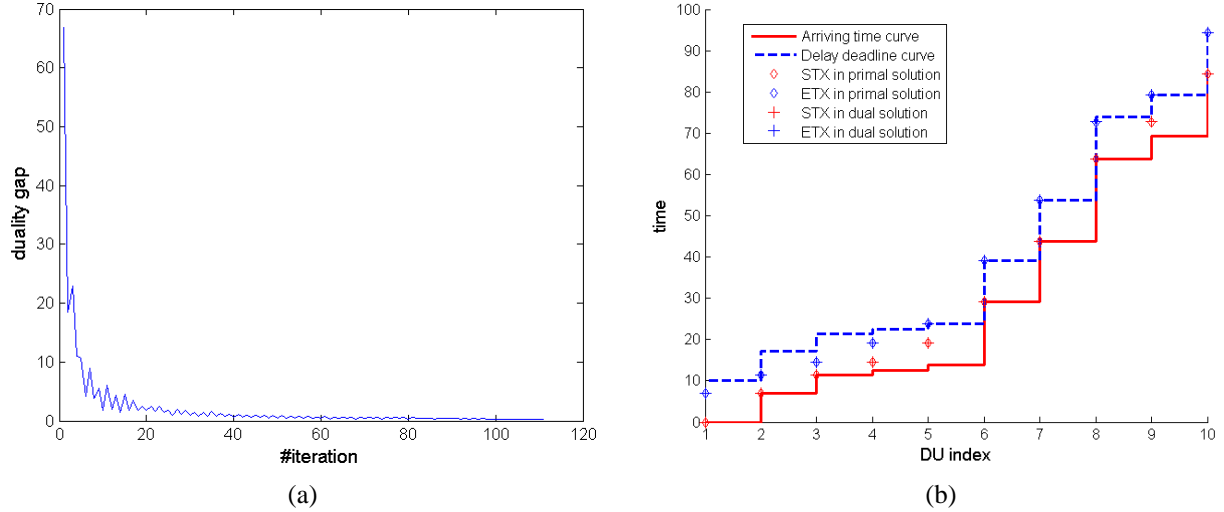 70
60
50
40
30
20
10
0
duality gap
0 20 40 60 80 100 120
#iteration
(a)
100
90
80
70
60
50
40
30
20
10
0
time
Arriving time curve
Delay deadline curve
STX in primal solution
ETX in primal solution
STX in dual solution
ETX in dual solution
1 2 3 4 5 6 7 8 9 10
DU index
(b)